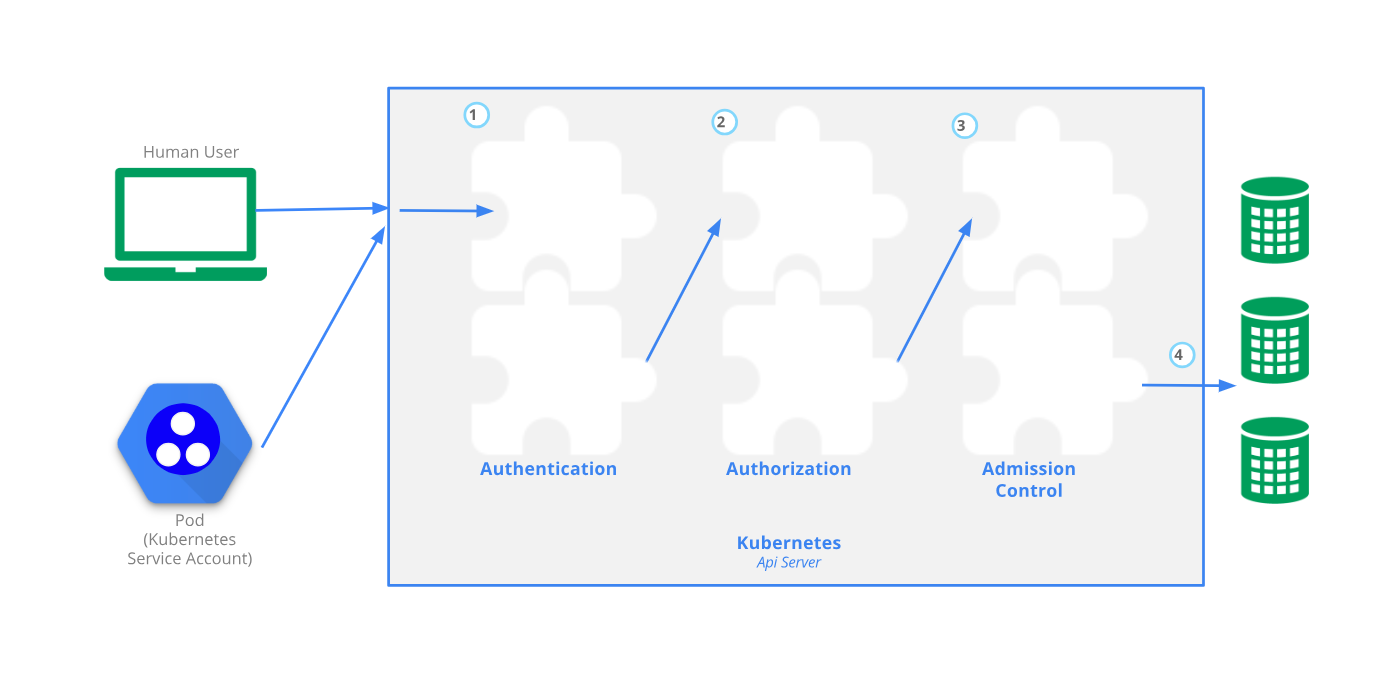 1
2
3
Human User
4
Authentication
Authorization
Admission
Control
Pod
(Kubernetes
Service Account)
Kubernetes
Api Server